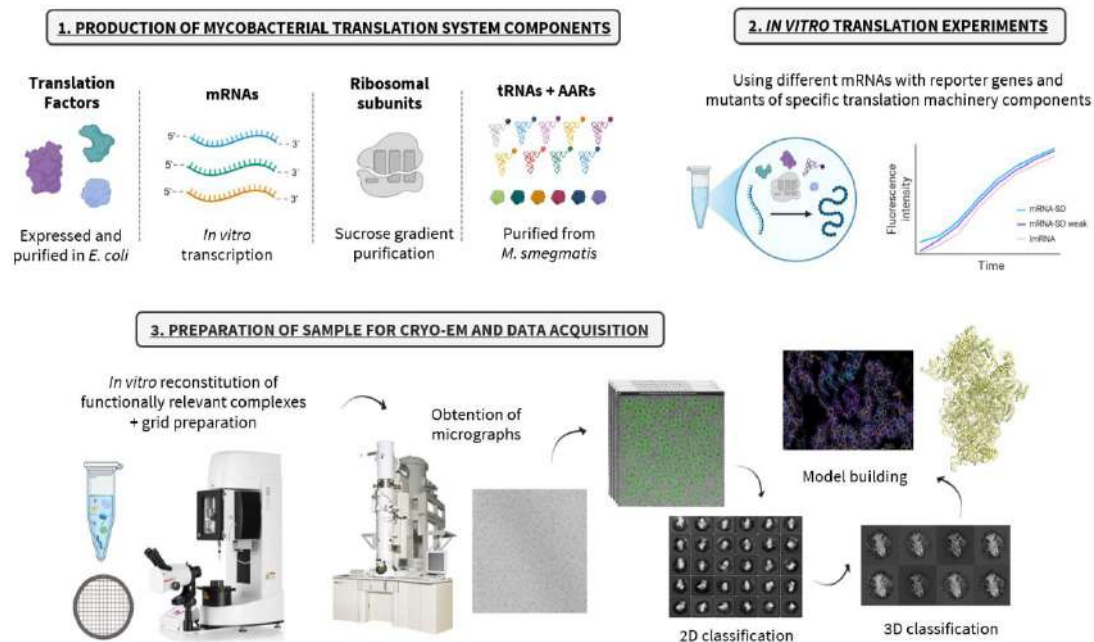 1. PRODUCTION OF MYCOBACTERIAL TRANSLATION SYSTEM COMPONENTS
Translation
Factors
Expressed and
purified in E. coli
mRNAs
5'
3'
5'
3'
5'
3'
In vitro
transcription
Ribosomal
subunits
Sucrose gradient
purification
tRNAs + AARs
Purified from
M. smegmatis
2. IN VITRO TRANSLATION EXPERIMENTS
Using different mRNAs with reporter genes and
mutants of specific translation machinery components
Fluorescence
intensity
mRNA-SD
mRNA-SD weak
lmRNA
Time
3. PREPARATION OF SAMPLE FOR CRYO-EM AND DATA ACQUISITION
In vitro reconstitution of
functionally relevant complexes
+ grid preparation
Obtention of
micrographs
2D classification
3D classification
Model building